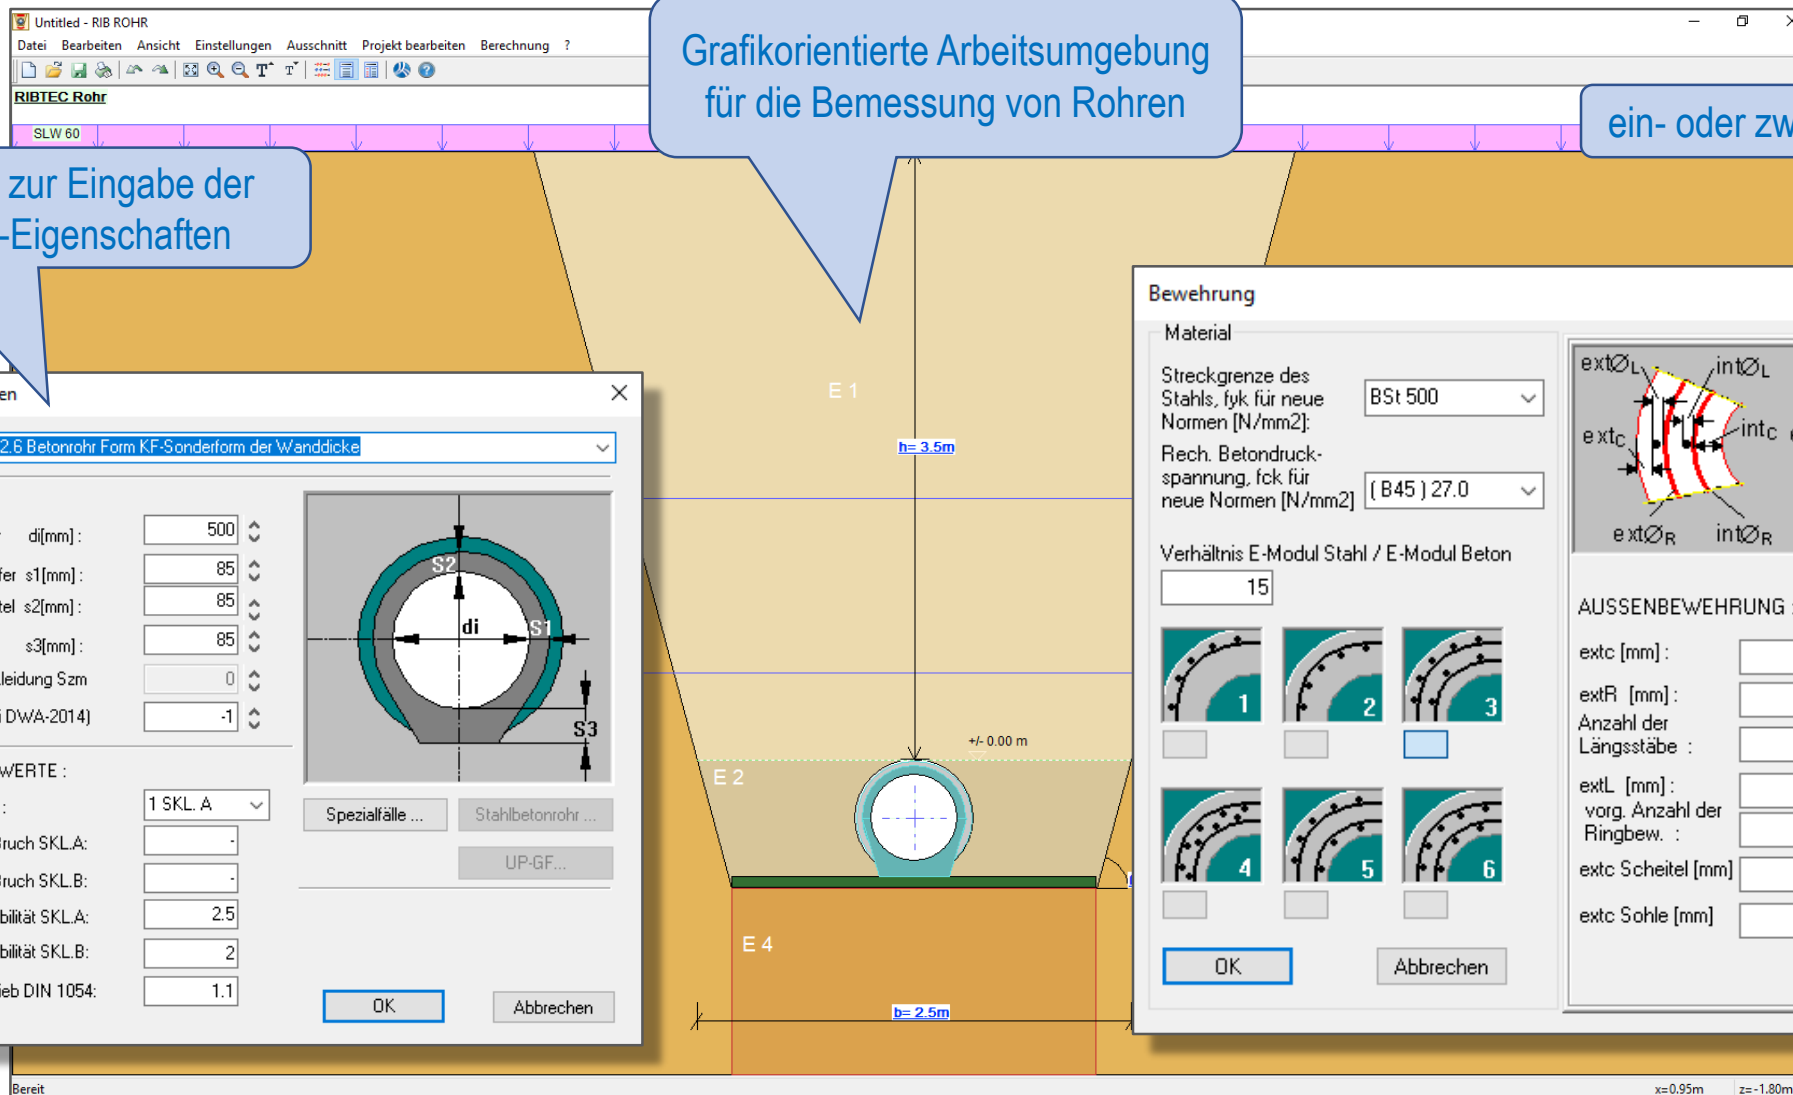 Untitled - RIB ROHR
Datei Bearbeiten Ansicht Einstellungen Ausschnitt Projekt bearbeiten Berechnung ?
RIBTEC Rohr
SLW 60
Grafikorientierte Arbeitsumgebung
für die Bemessung von Rohren
ein- oder zw
zur Eingabe der
-Eigenschaften
en
2.6 Betonrohr Form KF-Sonderform der Wanddicke
di[mm] : 500
fer s1[mm] : 85
tel s2[mm] : 85
s3[mm] : 85
leidung Szm 0
i DWA-2014) -1
WERTE :
: 1 SKL. A
Bruch SKL.A: -
Bruch SKL.B: -
bilität SKL.A: 2.5
bilität SKL.B: 2
ieb DIN 1054: 1.1
S2
di
S1
S3
Spezialfälle ...
Stahlbetonrohr ...
UP-GF...
OK
Abbrechen
E 1
h= 3.5m
+/- 0.00 m
E 2
E 4
b= 2.5m
Bewehrung
Material
Streckgrenze des
Stahls, fyk für neue
Normen [N/mm2]:
BSt 500
Rech. Betondruck-
spannung, fck für
neue Normen [N/mm2]
( B45 ) 27.0
Verhältnis E-Modul Stahl / E-Modul Beton
15
1
2
3
4
5
6
OK
Abbrechen
extØL
intØL
extc
intc
extØR
intØR
AUSSENBEWEHRUNG :
extc [mm] :
extR [mm] :
Anzahl der
Längsstäbe :
extL [mm] :
vorg. Anzahl der
Ringbew. :
extc Scheitel [mm]
extc Sohle [mm]
Bereit
x=0.95m
z=-1.80m